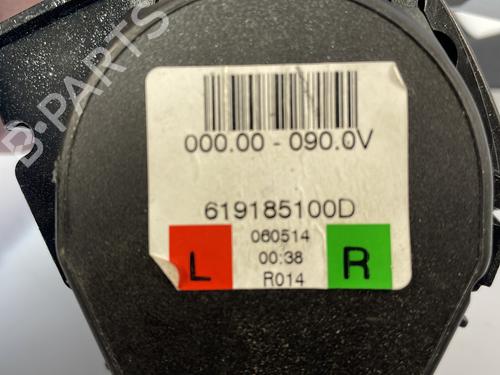 B-PARTS
000.00 - 090.0V
619185100D
060514
L 00:38 R
R014